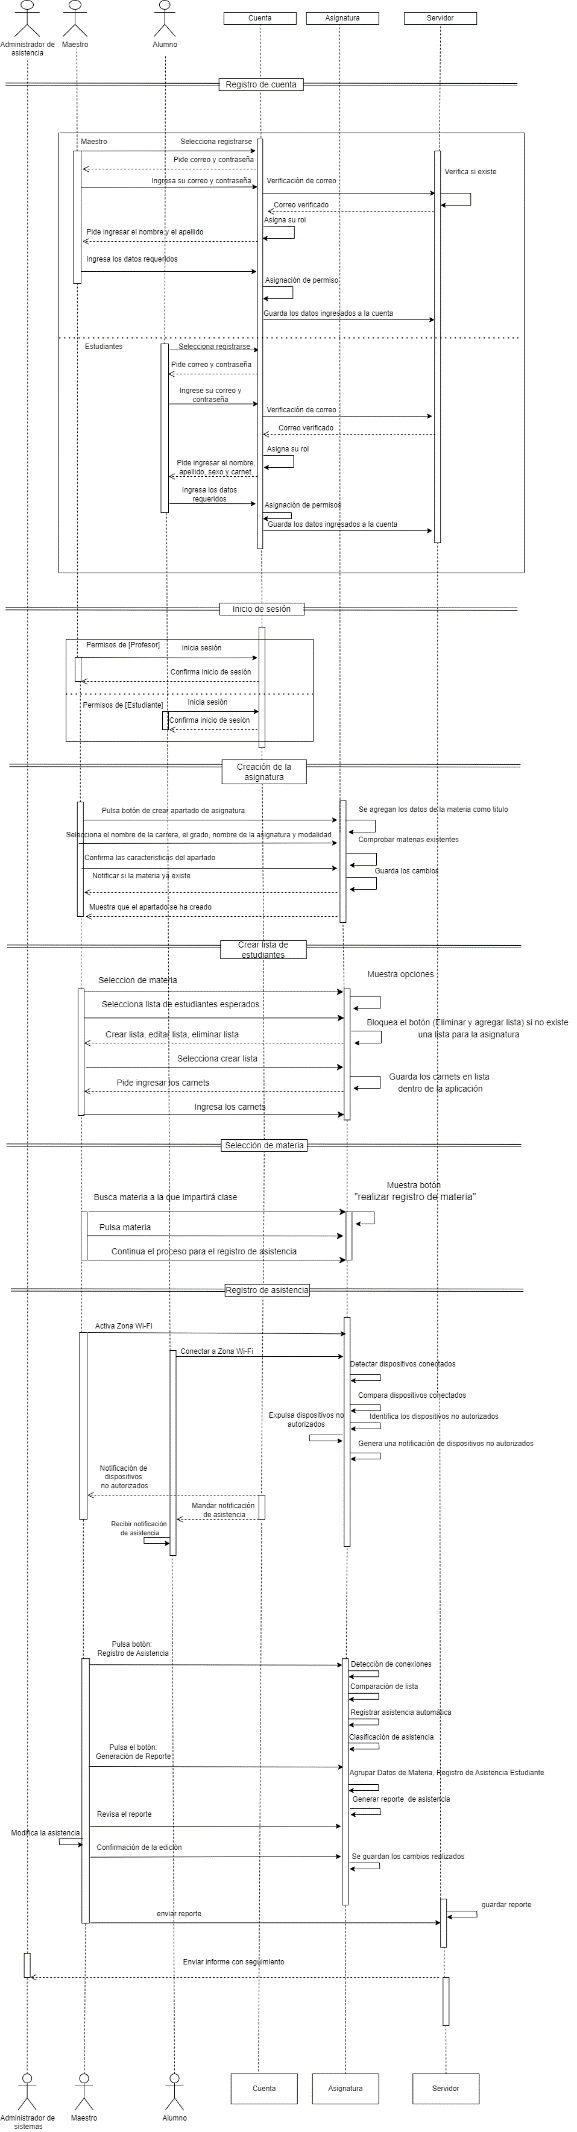 Cuenta
Asignatura
Servidor
Administrador de
asistencia
Maestro
Alumno
Registro de cuenta
Maestro
Selecciona registrarse
Pide correo y contraseña
Verifica si existe
Ingresa su correo y contraseña
Verificación de correo
Correo verificado
Asigna su rol
Pide ingresar el nombre y el apellido
Ingresa los datos requeridos
Asignación de permiso
Guarda los datos ingresados a la cuenta
Estudiantes
Selecciona registrarse
Pide correo y contraseña
Ingrese su correo y
contraseña
Verificación de correo
Correo verificado
Asigna su rol
Pide ingresar el nombre,
apellido, sexo y carnet
Ingresa los datos
requeridos
Asignación de permisos
Guarda los datos ingresados a la cuenta
Inicio de sesión
Permisos de [Profesor]
Inicia sesión
Confirma inicio de sesión
Permisos de [Estudiante]
Inicia sesión
Confirma inicio de sesión
Creación de la
asignatura
Pulsa botón de crear apartado de asignatura
Se agregan los datos de la materia como titulo
Selecciona el nombre de la carrera, el grado, nombre de la asignatura y modalidad
Comprobar materias existentes
Confirma las caracteristicas del apartado
Notificar si la materia ya existe
Guarda los cambios
Muestra que el apartado se ha creado
Crear lista de
estudiantes
Seleccion de materia
Muestra opciones
Selecciona lista de estudiantes esperados
Bloquea el botón (Eliminar y agregar lista) si no existe
una lista para la asignatura
Crear lista, editar lista, eliminar lista
Selecciona crear lista
Pide ingresar los carnets
Guarda los carnets en lista
dentro de la aplicación
Ingresa los carnets
Selección de materia
Muestra botón
"realizar registro de materia"
Busca materia a la que impartirá clase
Pulsa materia
Continua el proceso para el registro de asistencia
Registro de asistencia
Activa Zona Wi-Fi
Conectar a Zona Wi-Fi
Detectar dispositivos conectados
Compara dispositivos conectados
Expulsa dispositivos no
autorizados
Identifica los dispositivos no autorizados
Genera una notificación de dispositivos no autorizados
Notificación de
dispositivos
no autorizados
Mandar notificación
de asistencia
Recibir notificación
de asistencia
Pulsa botón:
Registro de Asistencia
Detección de conexiones
Comparación de lista
Registrar asistencia automática
Clasificación de asistencia
Pulsa el botón:
Generación de Reporte
Agrupar Datos de Materia, Registro de Asistencia Estudiante
Generar reporte de asistencia
Revisa el reporte
Modifica la asistencia
Confirmación de la edición
Se guardan los cambios realizados
guardar reporte
enviar reporte
Enviar informe con seguimiento
Cuenta
Asignatura
Servidor
Administrador de
sistemas
Maestro
Alumno